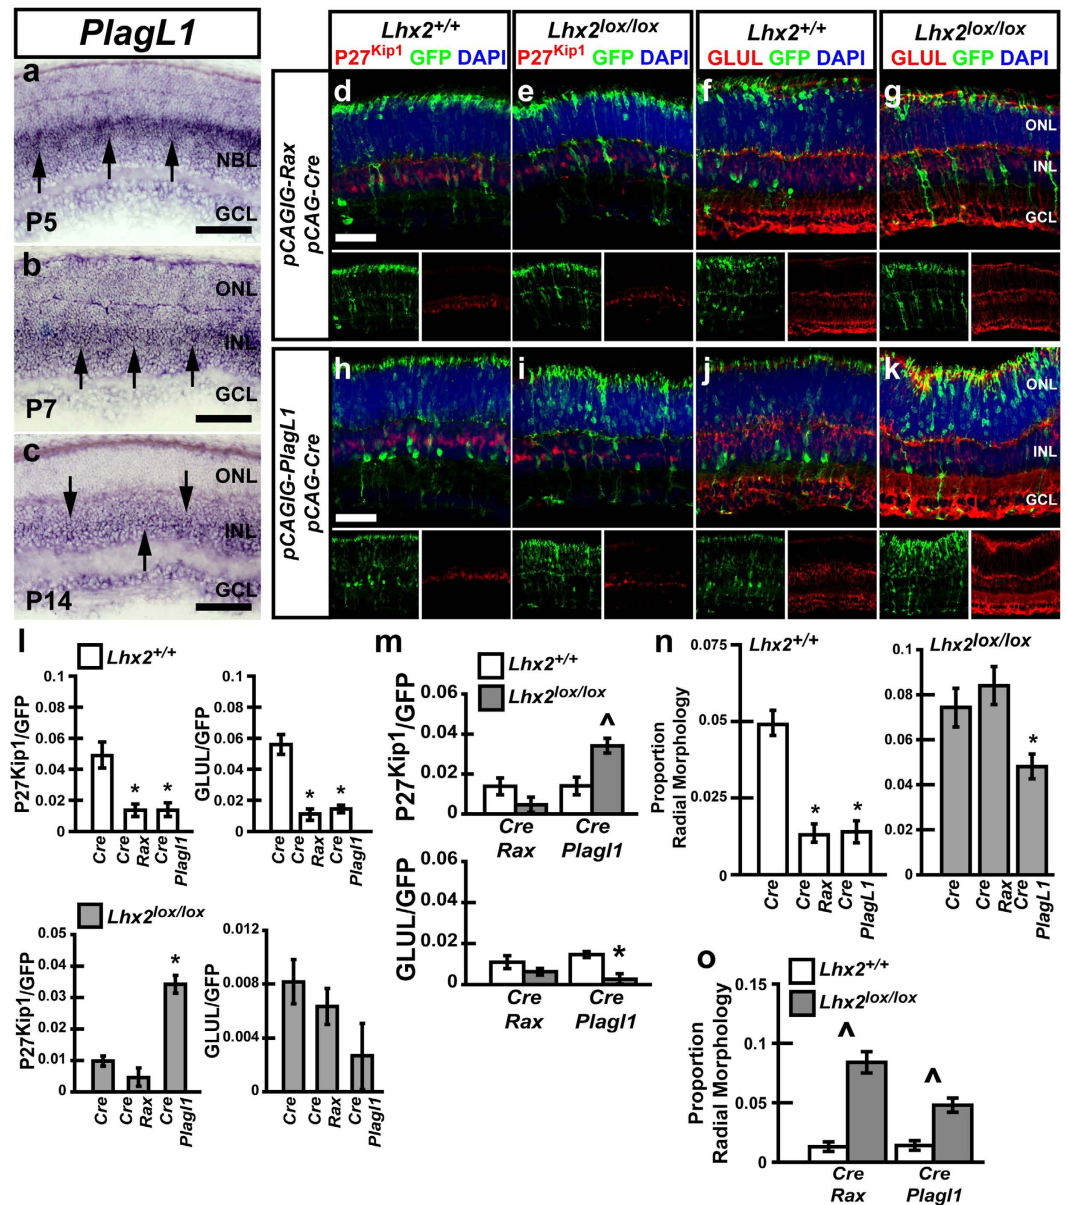 PlagL1
a
NBL
GCL
P5
b
ONL
INL
GCL
P7
c
ONL
INL
GCL
P14
Lhx2+/+
P27Kip1 GFP DAPI
Lhx2lox/lox
P27Kip1 GFP DAPI
Lhx2+/+
GLUL GFP DAPI
Lhx2lox/lox
GLUL GFP DAPI
pCAGIG-Rax
pCAG-Cre
d
e
f
g
ONL
INL
GCL
pCAGIG-PlagL1
pCAG-Cre
h
i
j
k
ONL
INL
GCL
l
Lhx2+/+
P27Kip1/GFP
0.1
0.08
0.06
0.04
0.02
0
*
*
Cre
Cre
Rax
Cre
Plagl1
GLUL/GFP
0.1
0.08
0.06
0.04
0.02
0
*
*
Cre
Cre
Rax
Cre
Plagl1
Lhx2lox/lox
P27Kip1/GFP
0.05
0.04
0.03
0.02
0.01
0
*
Cre
Cre
Rax
Cre
Plagl1
GLUL/GFP
0.012
0.008
0.004
0
Cre
Cre
Rax
Cre
Plagl1
m
Lhx2+/+
Lhx2lox/lox
P27Kip1/GFP
0.06
0.04
0.02
0
^
Cre
Rax
Cre
Plagl1
GLUL/GFP
0.06
0.04
0.02
0
*
Cre
Rax
Cre
Plagl1
n
Lhx2+/+
Proportion
Radial Morphology
0.075
0.05
0.025
0
*
*
Cre
Cre
Rax
Cre
PlagL1
Lhx2lox/lox
0.1
0.08
0.06
0.04
0.02
0
*
Cre
Cre
Rax
Cre
PlagL1
o
Lhx2+/+
Lhx2lox/lox
Proportion
Radial Morphology
0.15
0.1
0.05
0
^
^
Cre
Rax
Cre
Plagl1